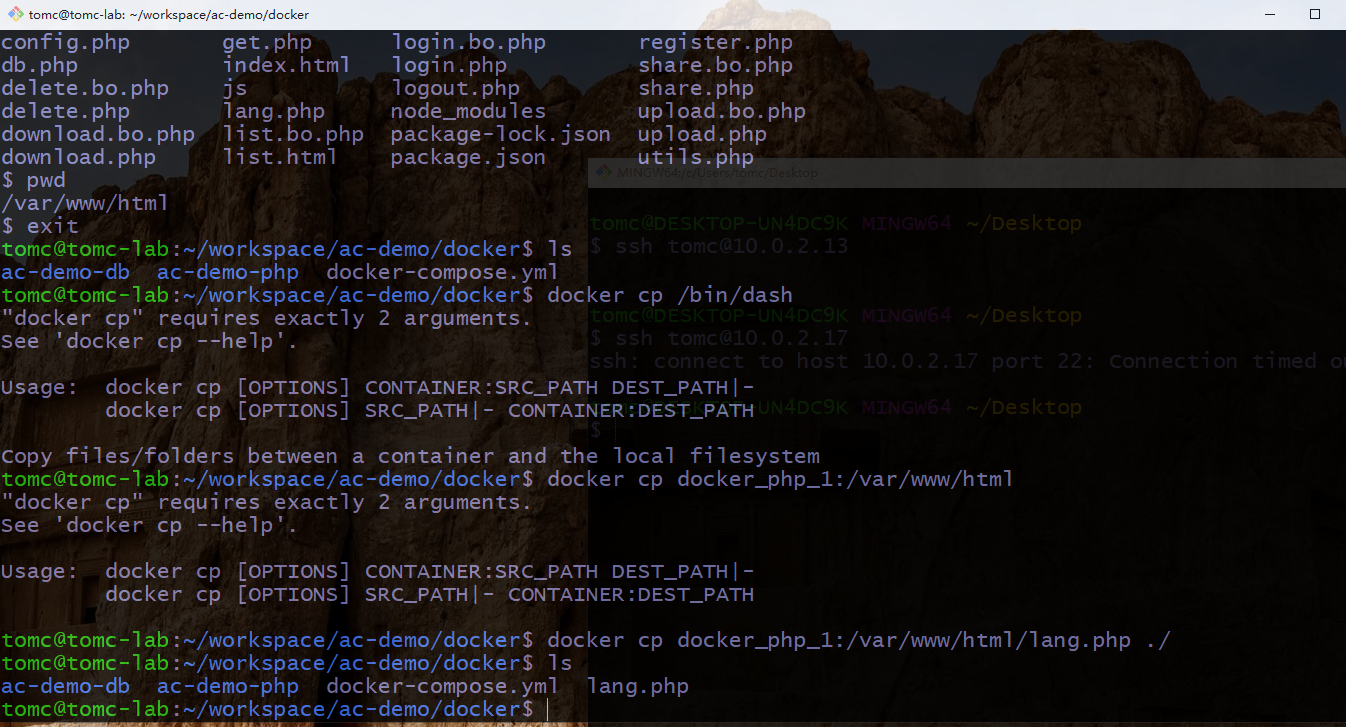 tomc@tomc-lab: ~/workspace/ac-demo/docker
config.php get.php login.bo.php register.php
db.php index.html login.php share.bo.php
delete.bo.php js logout.php share.php
delete.php lang.php node_modules upload.bo.php
download.bo.php list.bo.php package-lock.json upload.php
download.php list.html package.json utils.php
$ pwd
/var/www/html
$ exit
tomc@tomc-lab:~/workspace/ac-demo/docker$ ls
ac-demo-db ac-demo-php docker-compose.yml
tomc@tomc-lab:~/workspace/ac-demo/docker$ docker cp /bin/dash
"docker cp" requires exactly 2 arguments.
See 'docker cp --help'.
Usage: docker cp [OPTIONS] CONTAINER:SRC_PATH DEST_PATH|-
docker cp [OPTIONS] SRC_PATH|- CONTAINER:DEST_PATH
Copy files/folders between a container and the local filesystem
tomc@tomc-lab:~/workspace/ac-demo/docker$ docker cp docker_php_1:/var/www/html
"docker cp" requires exactly 2 arguments.
See 'docker cp --help'.
Usage: docker cp [OPTIONS] CONTAINER:SRC_PATH DEST_PATH|-
docker cp [OPTIONS] SRC_PATH|- CONTAINER:DEST_PATH
tomc@tomc-lab:~/workspace/ac-demo/docker$ docker cp docker_php_1:/var/www/html/lang.php ./
tomc@tomc-lab:~/workspace/ac-demo/docker$ ls
ac-demo-db ac-demo-php docker-compose.yml lang.php
tomc@tomc-lab:~/workspace/ac-demo/docker$
MINGW64:/c/Users/tomc/Desktop
tomc@DESKTOP-UN4DC9K MINGW64 ~/Desktop
$ ssh tomc@10.0.2.13
tomc@DESKTOP-UN4DC9K MINGW64 ~/Desktop
$ ssh tomc@10.0.2.17
ssh: connect to host 10.0.2.17 port 22: Connection timed
UN4DC9K MINGW64 ~/Desktop
$